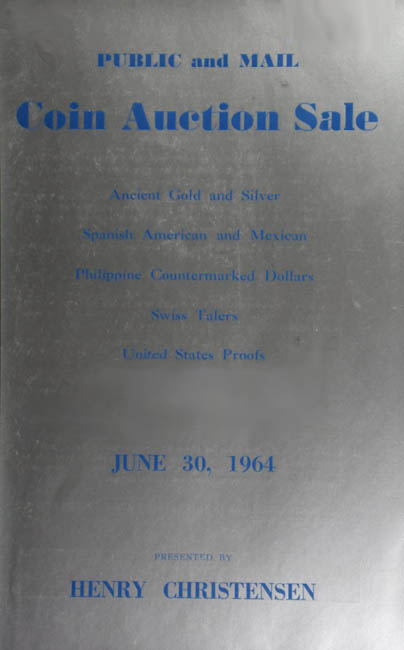 PUBLIC and MAIL
Coin Auction Sale
Ancient Gold and Silver
Spanish American and Mexican
Philippine Countermarked Dollars
Swiss Talers
United States Proofs
JUNE 30, 1964
PRESENTED BY
HENRY CHRISTENSEN